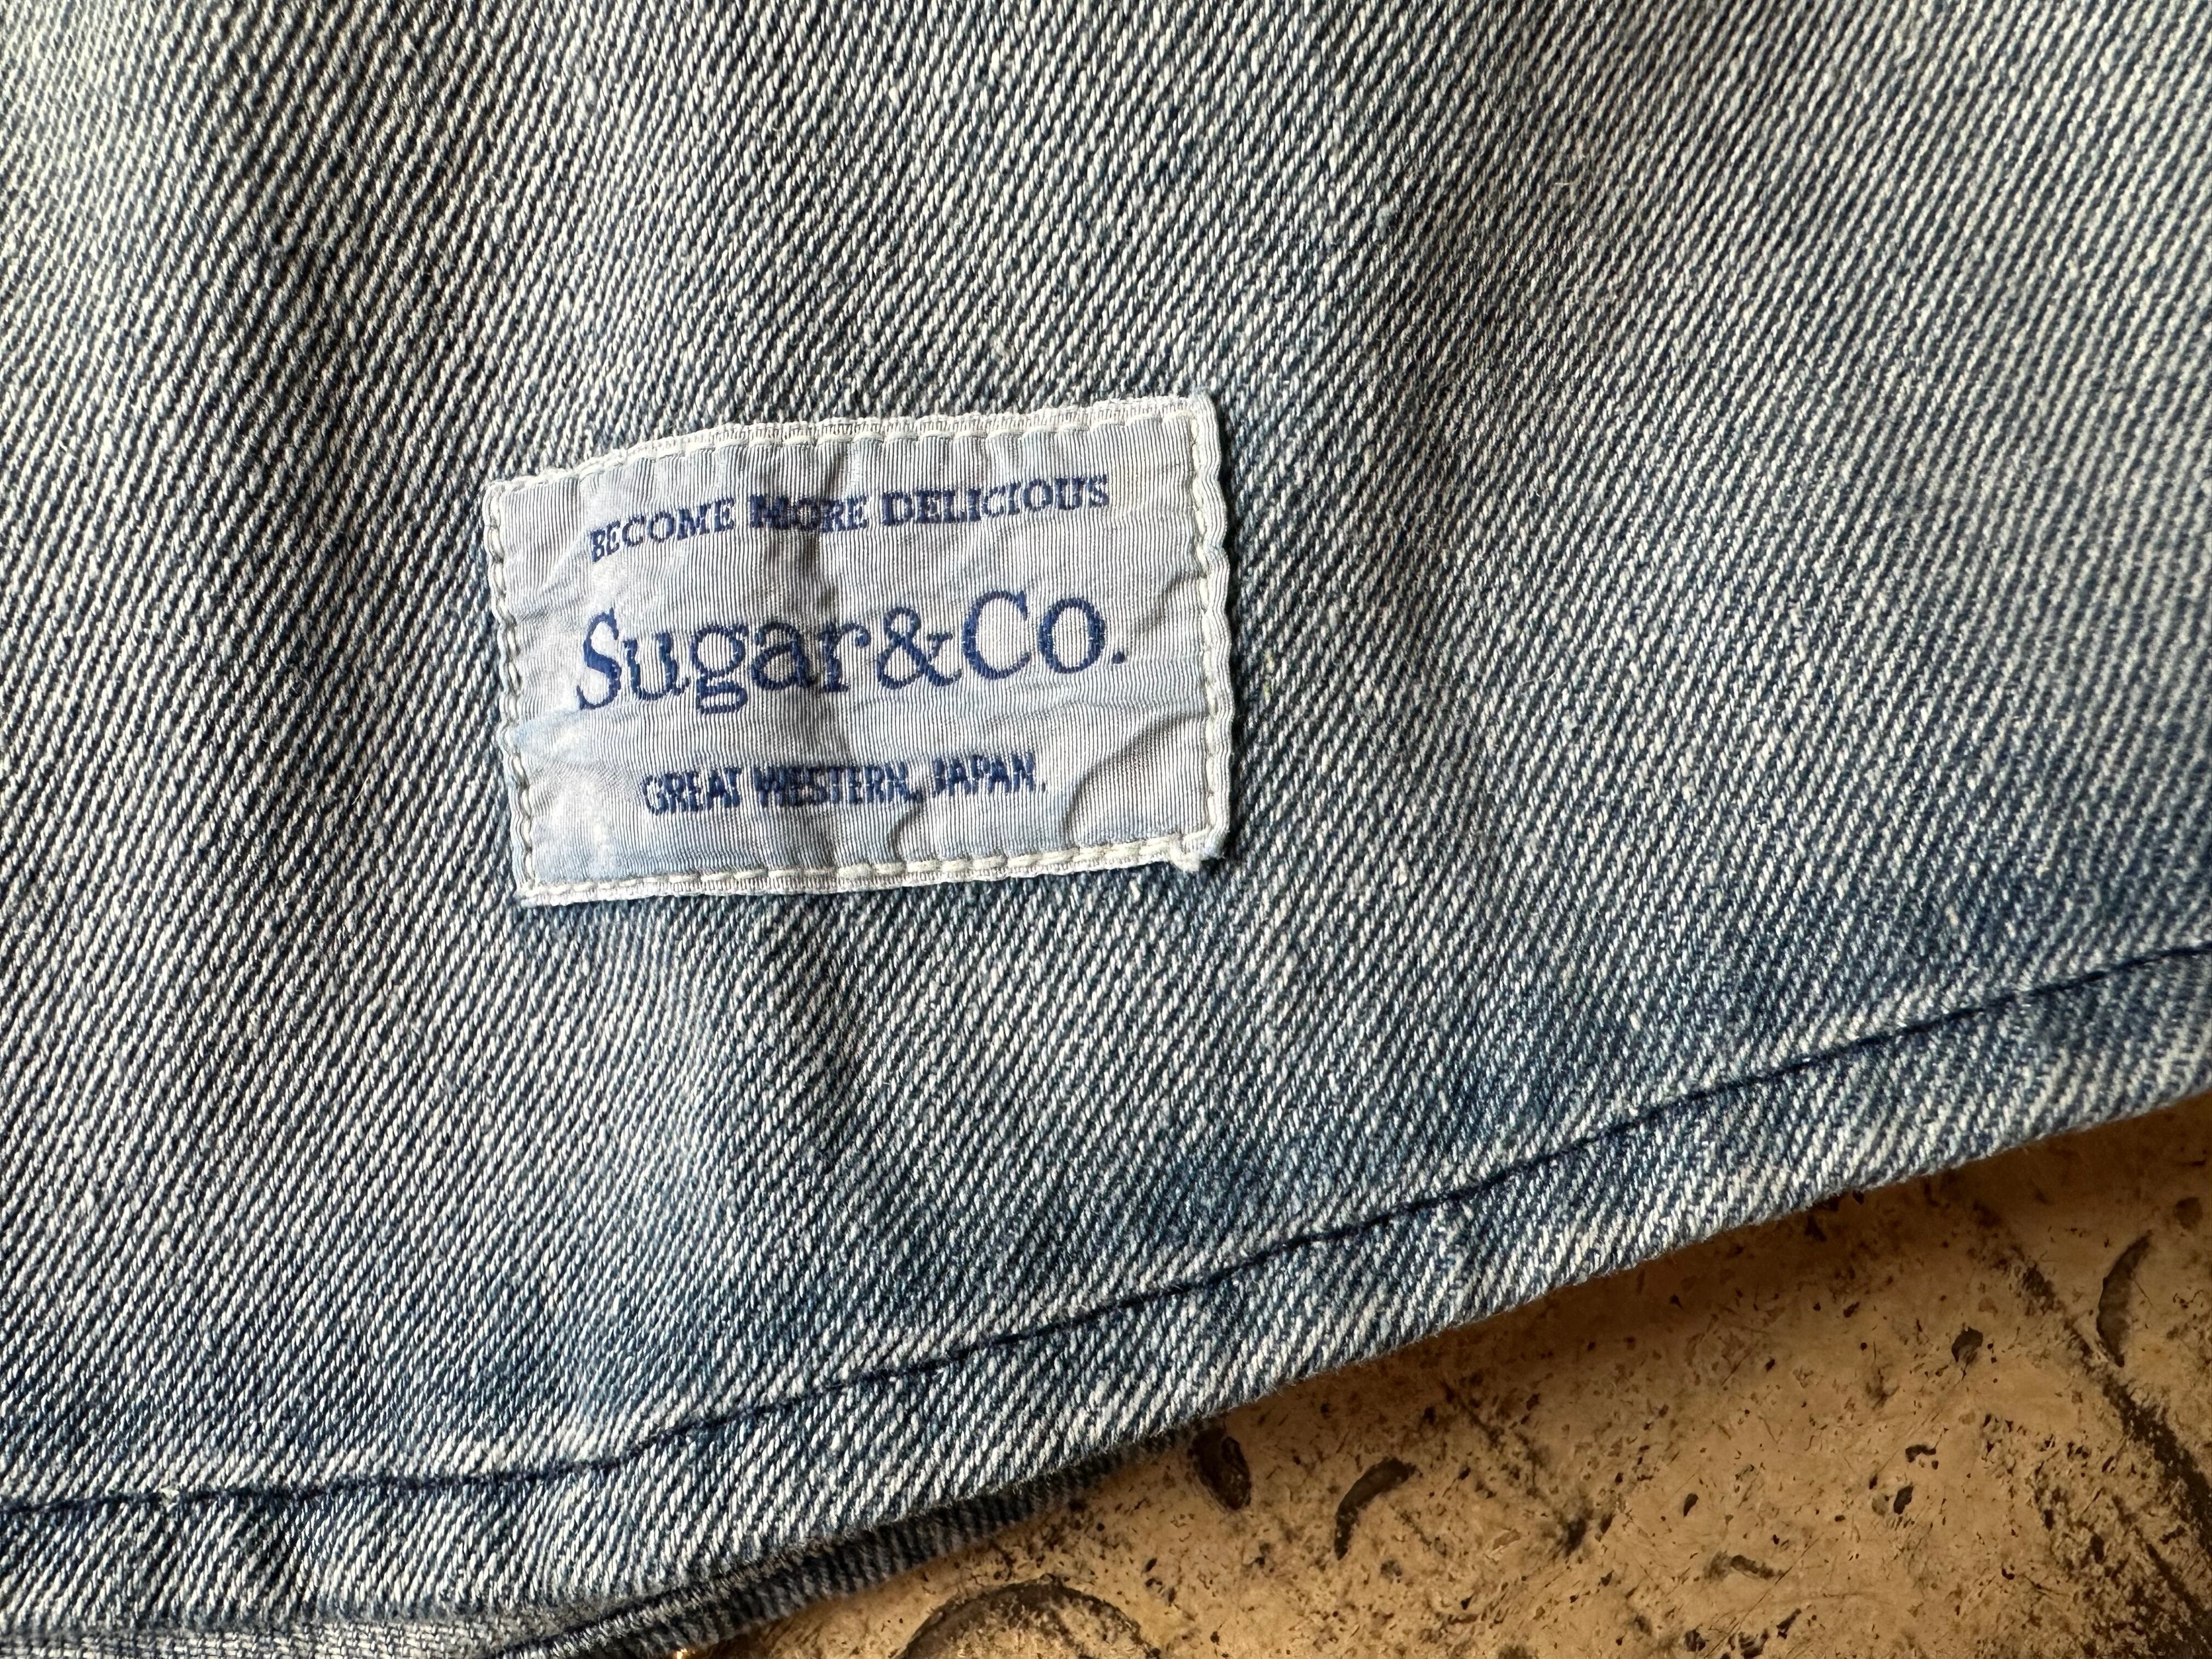 BECOME MORE DELICIOUS
Sugar&Co.
GREAT WESTERN, JAPAN.